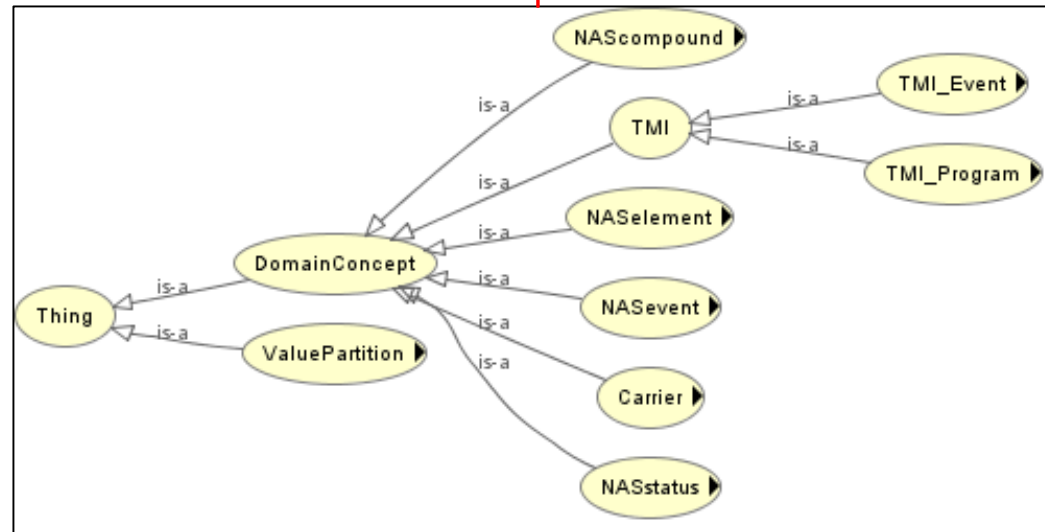 NAScompound
is-a
TMI_Event
is-a
TMI
is-a
TMI_Program
is-a
NASelement
is-a
DomainConcept
is-a
Thing
is-a
NASevent
is-a
ValuePartition
is-a
Carrier
is-a
NASstatus